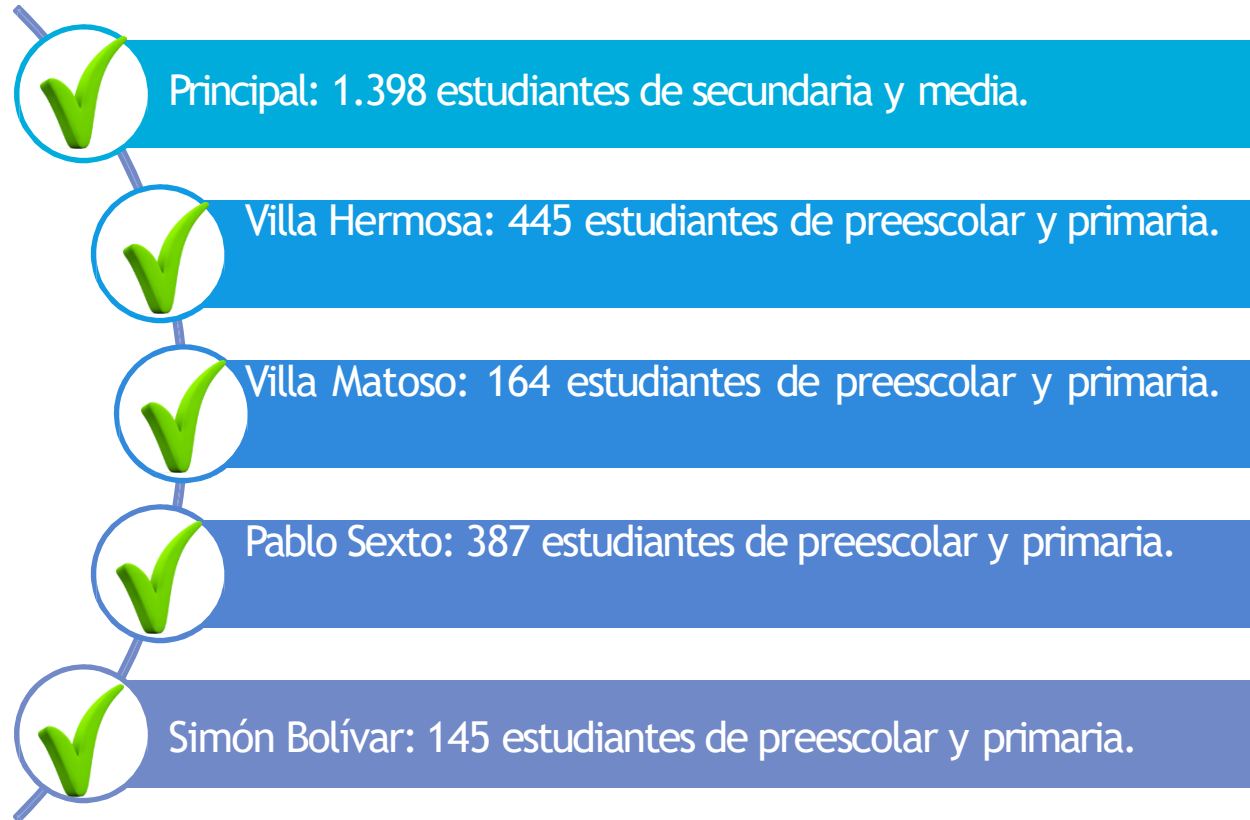 Principal: 1.398 estudiantes de secundaria y media.
Villa Hermosa: 445 estudiantes de preescolar y primaria.
Villa Matoso: 164 estudiantes de preescolar y primaria.
Pablo Sexto: 387 estudiantes de preescolar y primaria.
Simón Bolívar: 145 estudiantes de preescolar y primaria.